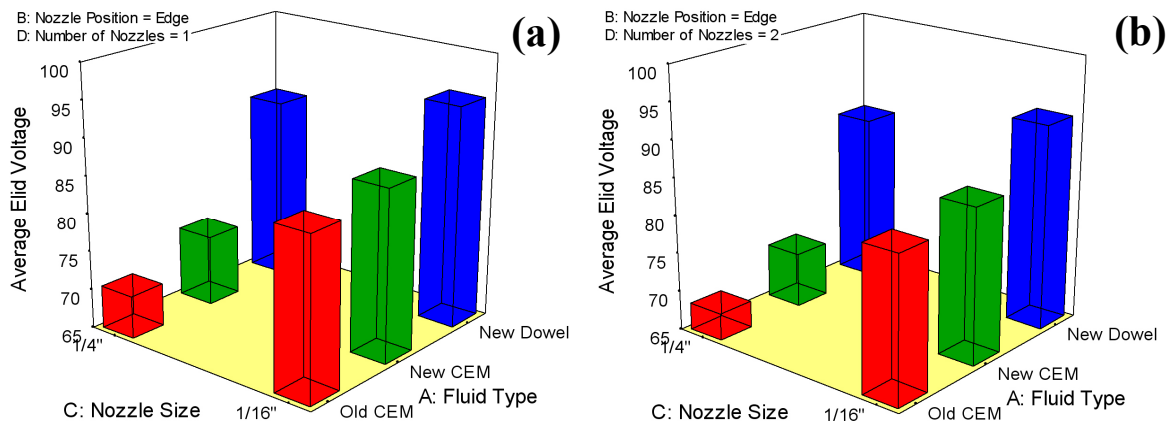 B: Nozzle Position = Edge
D: Number of Nozzles = 1
(a)
100
95
90
85
80
75
70
65
Average Elid Voltage
1/4"
C: Nozzle Size
1/16"
Old CEM
New CEM
New Dowel
A: Fluid Type
B: Nozzle Position = Edge
D: Number of Nozzles = 2
(b)
100
95
90
85
80
75
70
65
Average Elid Voltage
1/4"
C: Nozzle Size
1/16"
Old CEM
New CEM
New Dowel
A: Fluid Type